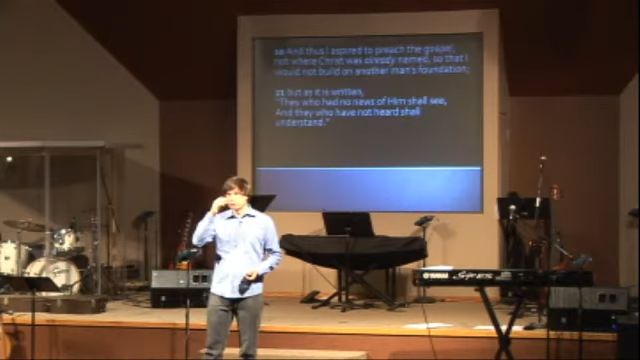 20 And thus I aspired to preach the gospel,
not where Christ was already named, so that I
would not build on another man's foundation;
21 but as it is written,
"They who had no news of Him shall see,
And they who have not heard shall
understand."
YAMAHA